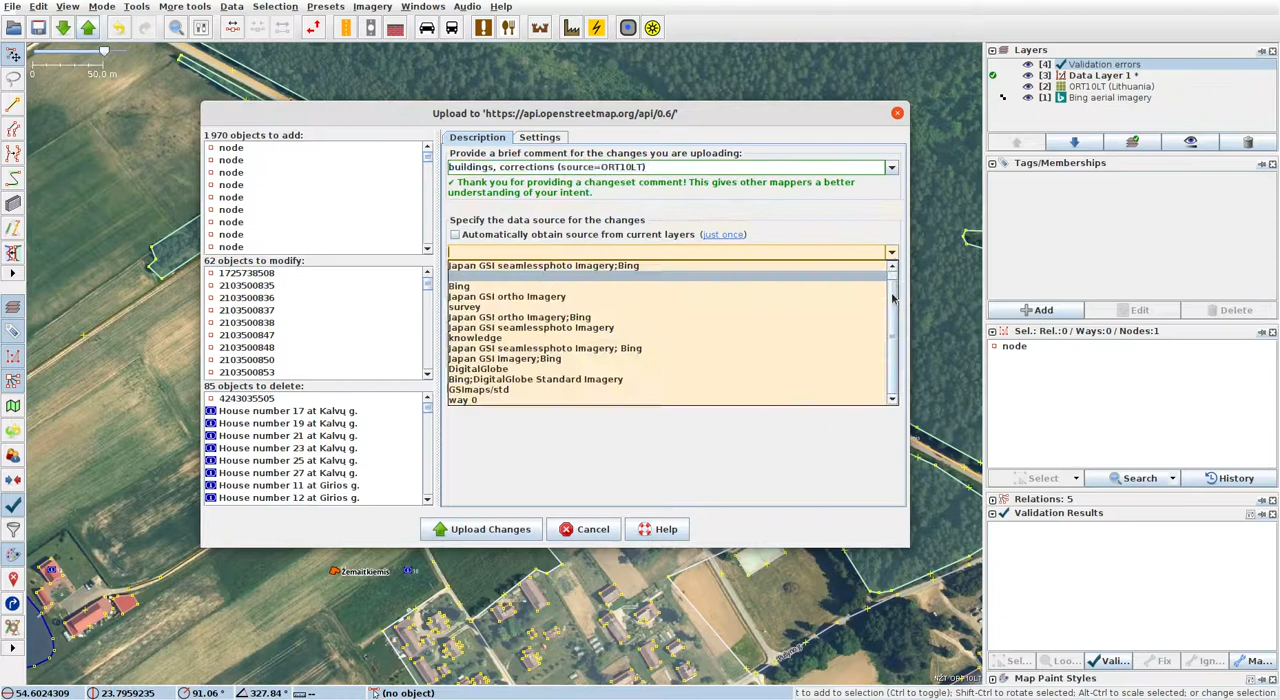 File Edit View Mode Tools More tools Data Selection Presets Imagery Windows Audio Help
0 50.0 m
Upload to 'https://api.openstreetmap.org/api/0.6/'
1 970 objects to add:
node
node
node
node
node
node
node
node
node
62 objects to modify:
1725738508
2103500835
2103500836
2103500837
2103500838
2103500847
2103500848
2103500850
2103500853
85 objects to delete:
4243035505
House number 17 at Kalvų g.
House number 19 at Kalvų g.
House number 21 at Kalvų g.
House number 23 at Kalvų g.
House number 25 at Kalvų g.
House number 27 at Kalvų g.
House number 11 at Girios g.
House number 12 at Girios g.
Description Settings
Provide a brief comment for the changes you are uploading:
buildings, corrections (source=ORT10LT)
✔ Thank you for providing a changeset comment! This gives other mappers a better
understanding of your intent.
Specify the data source for the changes
Automatically obtain source from current layers (just once)
Japan GSI seamlessphoto Imagery;Bing
Bing
Japan GSI ortho Imagery
survey
Japan GSI ortho Imagery;Bing
Japan GSI seamlessphoto Imagery
knowledge
Japan GSI seamlessphoto Imagery; Bing
Japan GSI Imagery;Bing
DigitalGlobe
Bing;DigitalGlobe Standard Imagery
GSImaps/std
way 0
Upload Changes Cancel Help
Layers
[4] Validation errors
[3] Data Layer 1 *
[2] ORT10LT (Lithuania)
[1] Bing aerial imagery
Tags/Memberships
Add Edit Delete
Sel.: Rel.:0 / Ways:0 / Nodes:1
node
Select Search History
Relations: 5
Validation Results
Sel... Loo... Vali... Fix Ign... Ma...
Map Paint Styles
Žemaitkiemis
NŽT ORT10LT
54.6024309 23.7959235 91.06 ° 327.84 ° -- (no object)
t to add to selection (Ctrl to toggle); Shift-Ctrl to rotate selected; Alt-Ctrl to scale selected; or change selection